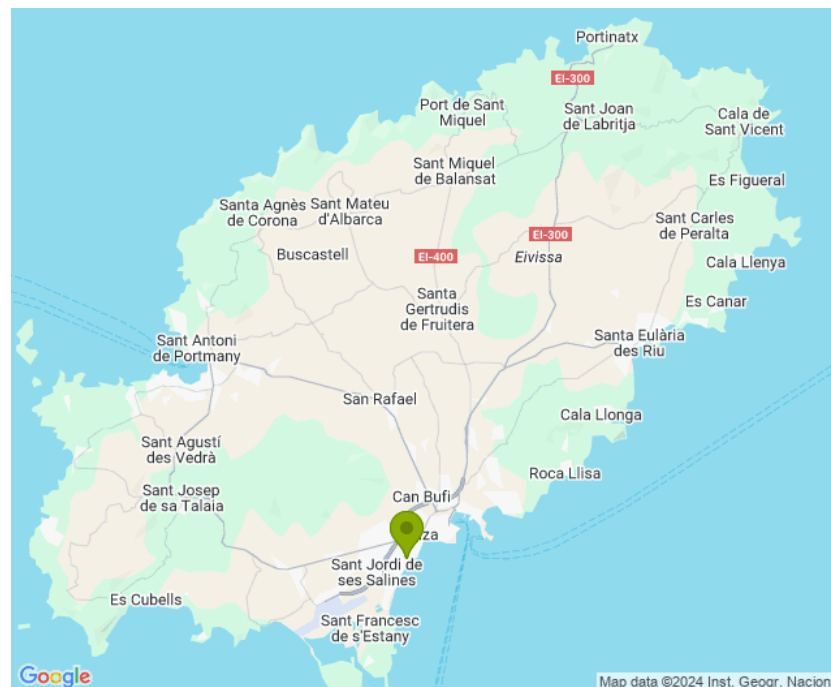 Portinatx
EI-300
Port de Sant
Miquel
Sant Joan
de Labritja
Cala de
Sant Vicent
Sant Miquel
de Balansat
Es Figueral
Santa Agnès
de Corona
Sant Mateu
d'Albarca
Sant Carles
de Peralta
EI-300
Buscastell
EI-400
Eivissa
Cala Llenya
Santa
Gertrudis
de Fruitera
Es Canar
Sant Antoni
de Portmany
Santa Eulària
des Riu
San Rafael
Cala Llonga
Sant Agustí
des Vedrà
Roca Llisa
Sant Josep
de sa Talaia
Can Bufi
Sant Jordi de
ses Salines
Es Cubells
Sant Francesc
de s'Estany
Google
Map data ©2024 Inst. Geogr. Nacion